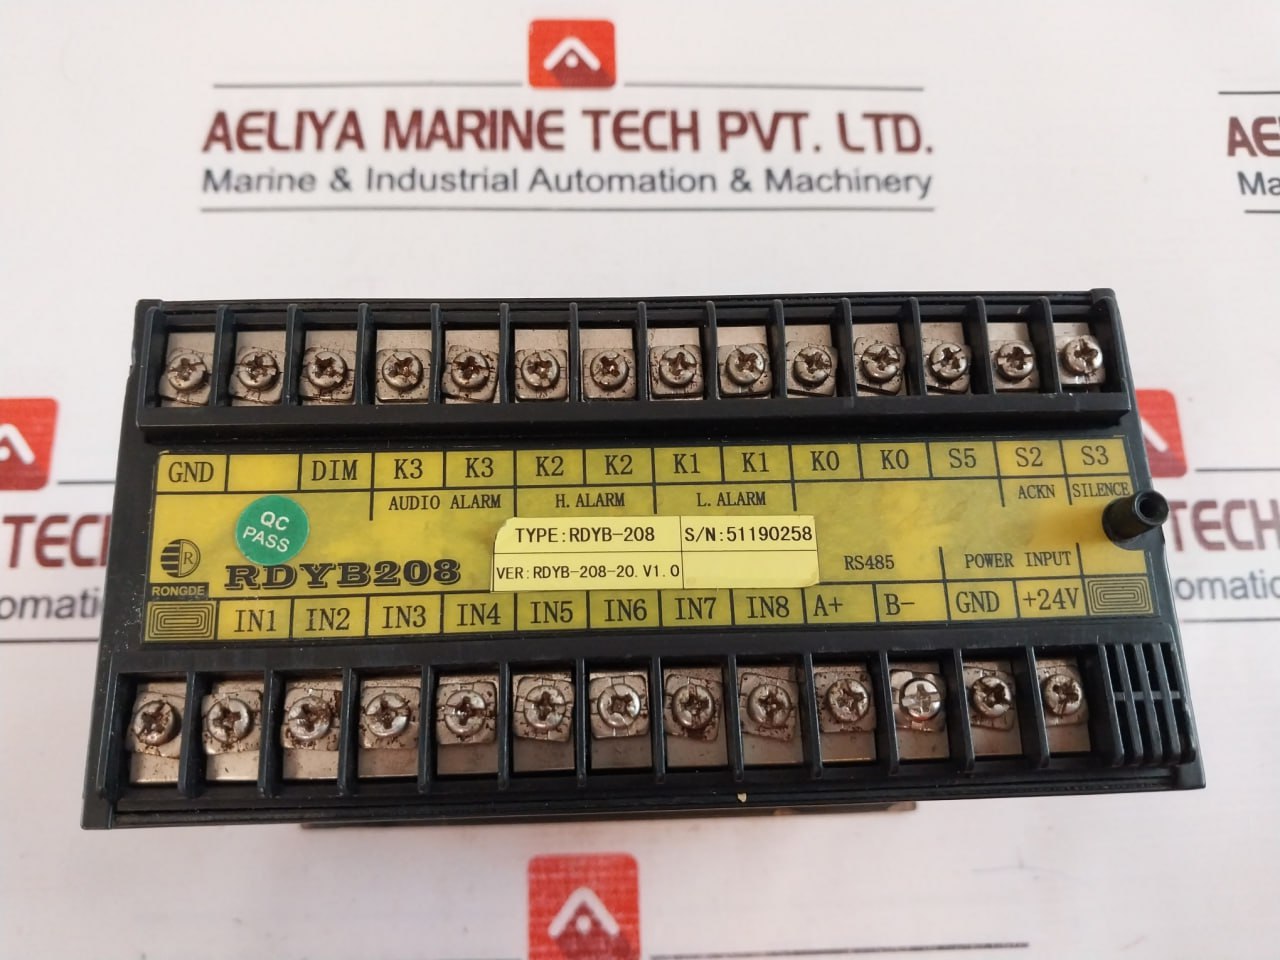 AELIYA MARINE TECH PVT. LTD.
Marine & Industrial Automation & Machinery
AE
Ma
GND DIM K3 K3 K2 K2 K1 K1 K0 K0 S5 S2 S3
AUDIO ALARM H. ALARM L. ALARM ACKN SILENCE
QC PASS
TYPE:RDYB-208 S/N:51190258
VER:RDYB-208-20.V1.0
R
RONGDE
RDYB208
RS485 POWER INPUT
IN1 IN2 IN3 IN4 IN5 IN6 IN7 IN8 A+ B- GND +24V
TECH
utomation
TECH
utomatio